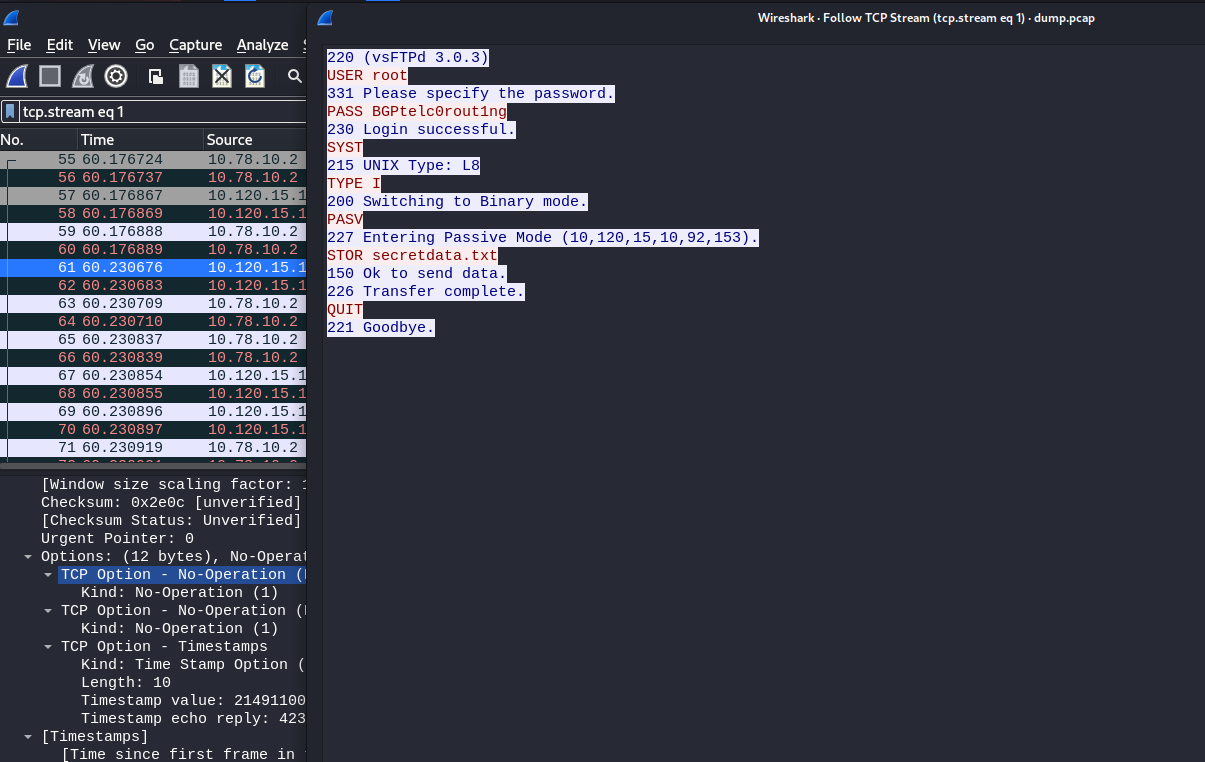 Wireshark · Follow TCP Stream (tcp.stream eq 1) · dump.pcap
File Edit View Go Capture Analyze
tcp.stream eq 1
No. Time Source
55 60.176724 10.78.10.2
56 60.176737 10.78.10.2
57 60.176867 10.120.15.1
58 60.176869 10.120.15.1
59 60.176888 10.78.10.2
60 60.176889 10.78.10.2
61 60.230676 10.120.15.1
62 60.230683 10.120.15.1
63 60.230709 10.78.10.2
64 60.230710 10.78.10.2
65 60.230837 10.78.10.2
66 60.230839 10.78.10.2
67 60.230854 10.120.15.1
68 60.230855 10.120.15.1
69 60.230896 10.120.15.1
70 60.230897 10.120.15.1
71 60.230919 10.78.10.2
[Window size scaling factor: 1
Checksum: 0x2e0c [unverified]
[Checksum Status: Unverified]
Urgent Pointer: 0
Options: (12 bytes), No-Operat
TCP Option - No-Operation (
Kind: No-Operation (1)
TCP Option - No-Operation (
Kind: No-Operation (1)
TCP Option - Timestamps
Kind: Time Stamp Option (
Length: 10
Timestamp value: 21491100
Timestamp echo reply: 423
[Timestamps]
[Time since first frame in
220 (vsFTPd 3.0.3)
USER root
331 Please specify the password.
PASS BGPtelc0rout1ng
230 Login successful.
SYST
215 UNIX Type: L8
TYPE I
200 Switching to Binary mode.
PASV
227 Entering Passive Mode (10,120,15,10,92,153).
STOR secretdata.txt
150 Ok to send data.
226 Transfer complete.
QUIT
221 Goodbye.